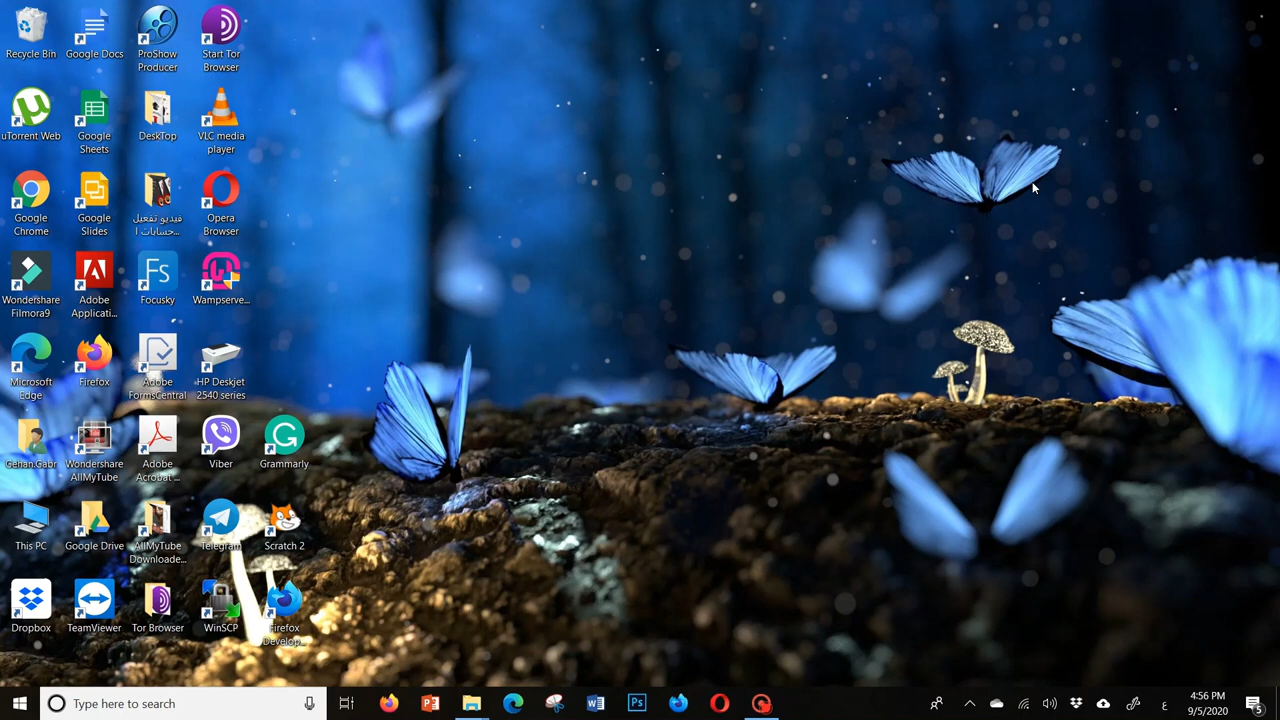 Recycle Bin
Google Docs
ProShow
Producer
Start Tor
Browser
uTorrent Web
Google
Sheets
DeskTop
VLC media
player
Google
Chrome
Google
Slides
فيديو تفعيل
حسابات ا...
Opera
Browser
Wondershare
Filmora9
Adobe
Applicati...
Fs
Focusky
Wampserve...
Microsoft
Edge
Firefox
Adobe
FormsCentral
HP Deskjet
2540 series
Gehan.Gabr
Wondershare
AllMyTube
Adobe
Acrobat ...
Viber
Grammarly
This PC
Google Drive
AllMyTube
Downloade...
Telegram
Scratch 2
Dropbox
TeamViewer
Tor Browser
WinSCP
Firefox
Develop...
Type here to search
Ps
ع
4:56 PM
9/5/2020
5